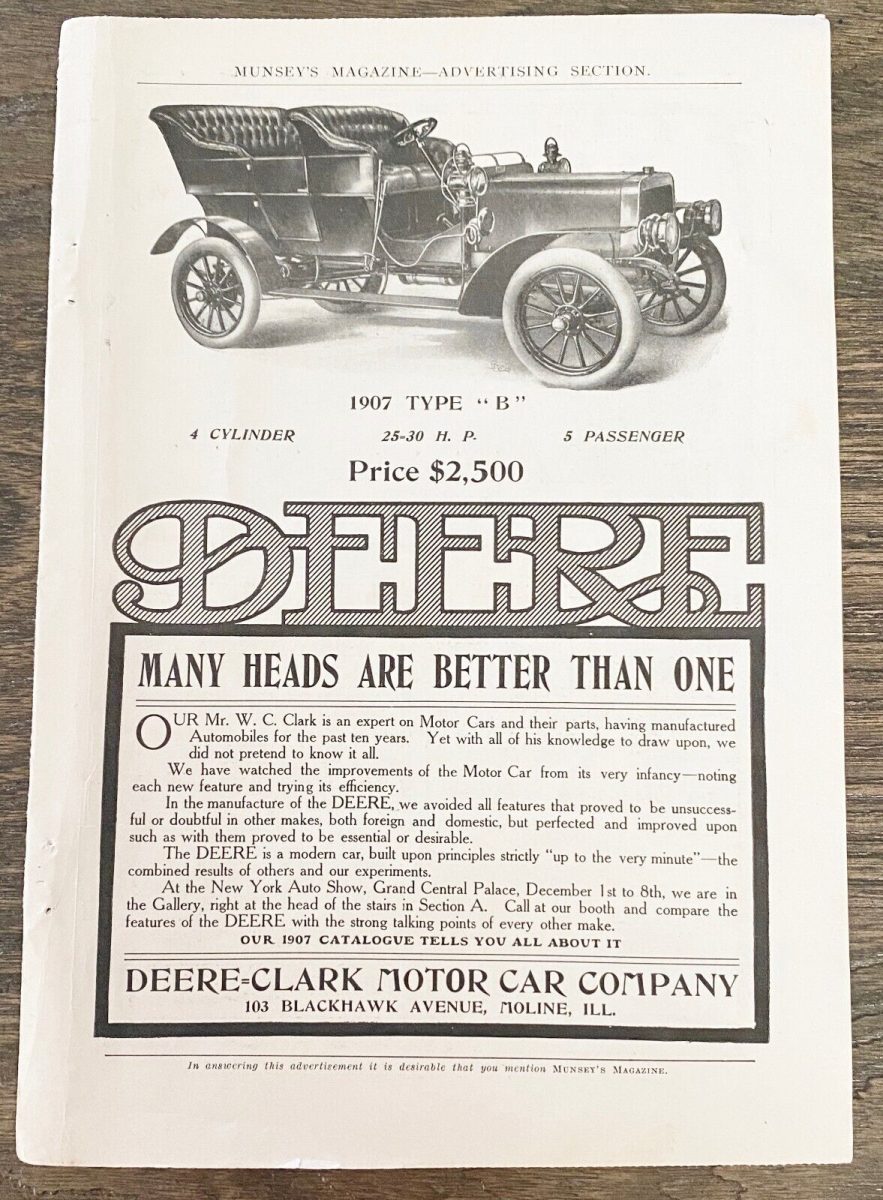 MUNSEY'S MAGAZINE—ADVERTISING SECTION.
1907 TYPE "B"
4 CYLINDER 25-30 H. P. 5 PASSENGER
Price $2,500
DEERE
MANY HEADS ARE BETTER THAN ONE
OUR Mr. W. C. Clark is an expert on Motor Cars and their parts, having manufactured
Automobiles for the past ten years. Yet with all of his knowledge to draw upon, we
did not pretend to know it all.
We have watched the improvements of the Motor Car from its very infancy—noting
each new feature and trying its efficiency.
In the manufacture of the DEERE, we avoided all features that proved to be unsuccess-
ful or doubtful in other makes, both foreign and domestic, but perfected and improved upon
such as with them proved to be essential or desirable.
The DEERE is a modern car, built upon principles strictly "up to the very minute"—the
combined results of others and our experiments.
At the New York Auto Show, Grand Central Palace, December 1st to 8th, we are in
the Gallery, right at the head of the stairs in Section A. Call at our booth and compare the
features of the DEERE with the strong talking points of every other make.
OUR 1907 CATALOGUE TELLS YOU ALL ABOUT IT
DEERE=CLARK MOTOR CAR COMPANY
103 BLACKHAWK AVENUE, MOLINE, ILL.
In answering this advertisement it is desirable that you mention MUNSEY'S MAGAZINE.